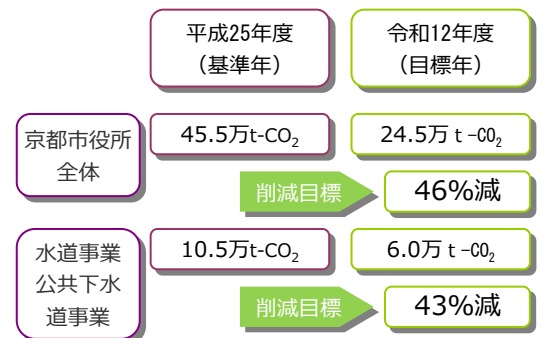 平成25年度
（基準年）
令和12年度
（目標年）
京都市役所
全体
45.5万t-CO₂
24.5万ｔ-CO₂
削減目標
46%減
水道事業
公共下水
道事業
10.5万t-CO₂
6.0万ｔ-CO₂
削減目標
43%減